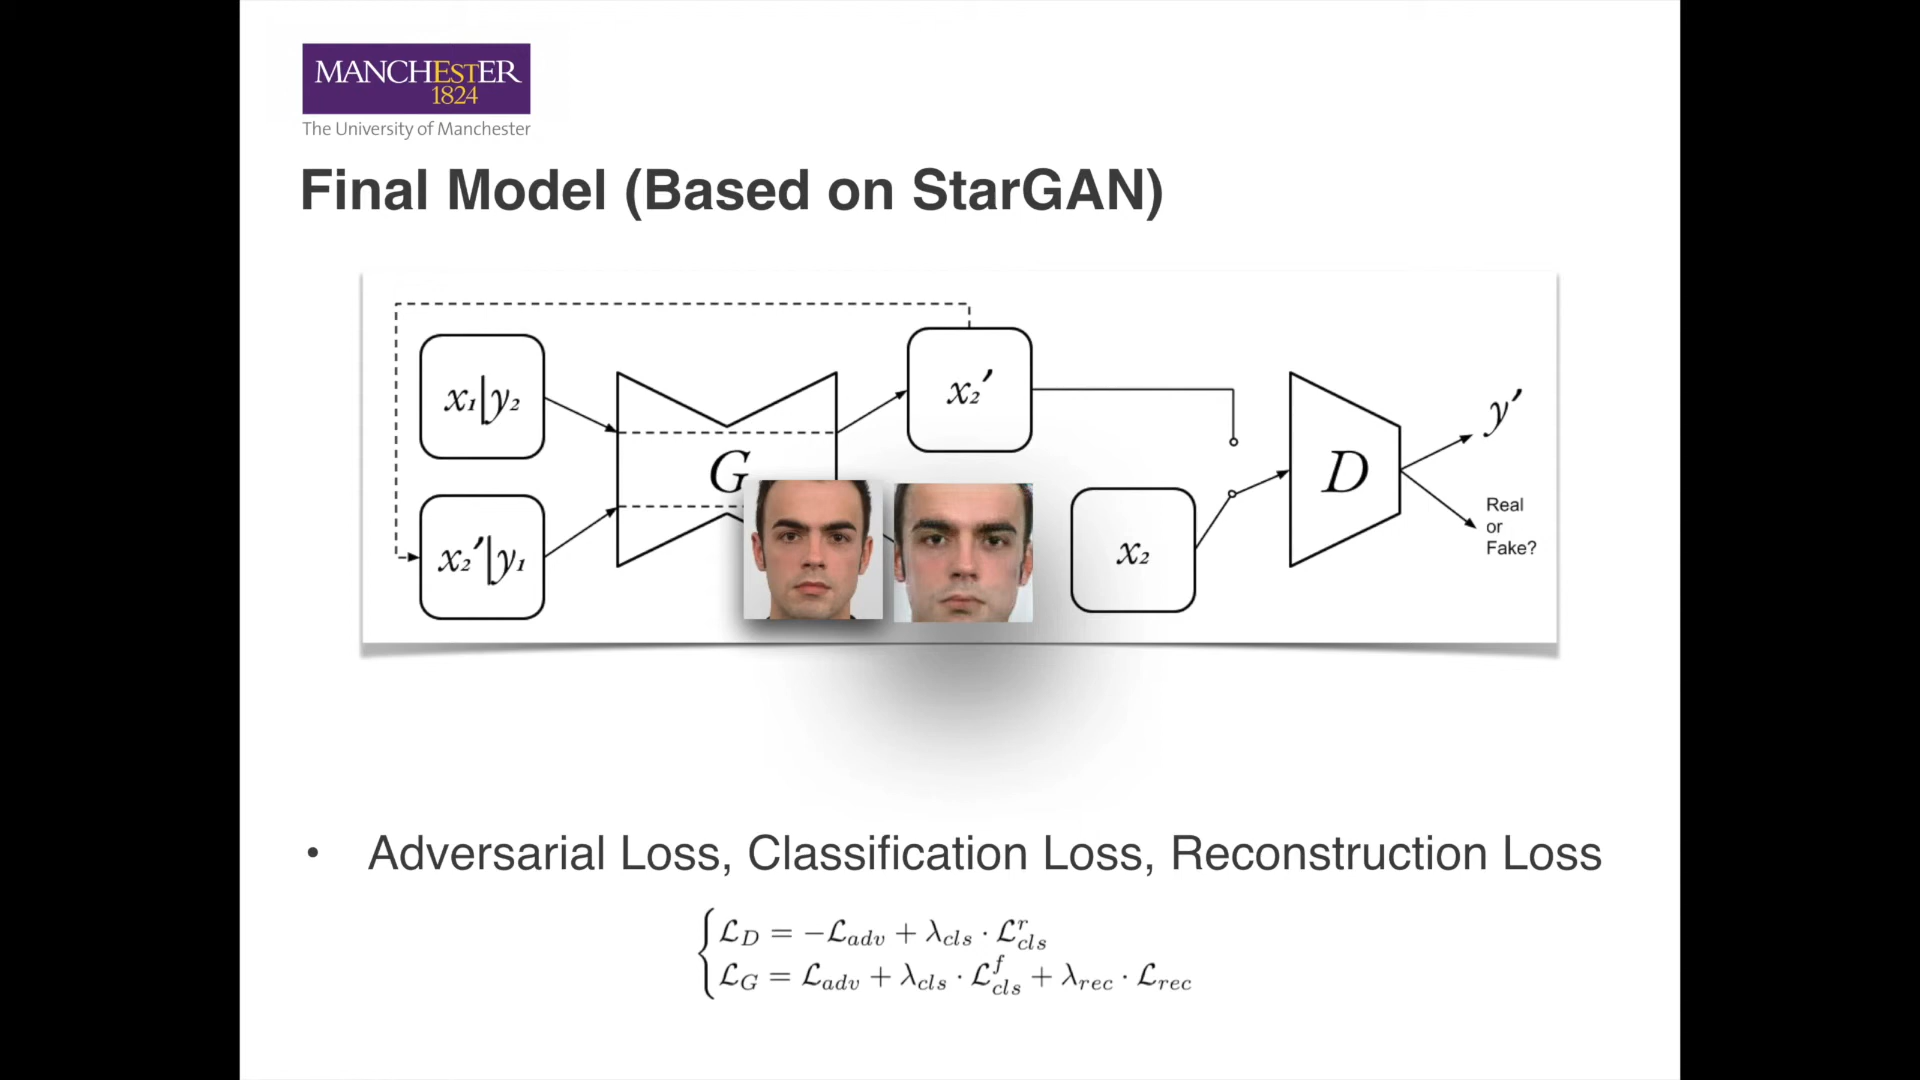 MANCHESTER
1824
The University of Manchester
Final Model (Based on StarGAN)
x₁|y₂
x₂′
y′
G
D
Real
or
Fake?
x₂′|y₁
x₂
• Adversarial Loss, Classification Loss, Reconstruction Loss
ℒ_D = −ℒ_adv + λ_cls · ℒ^r_cls
ℒ_G = ℒ_adv + λ_cls · ℒ^f_cls + λ_rec · ℒ_rec